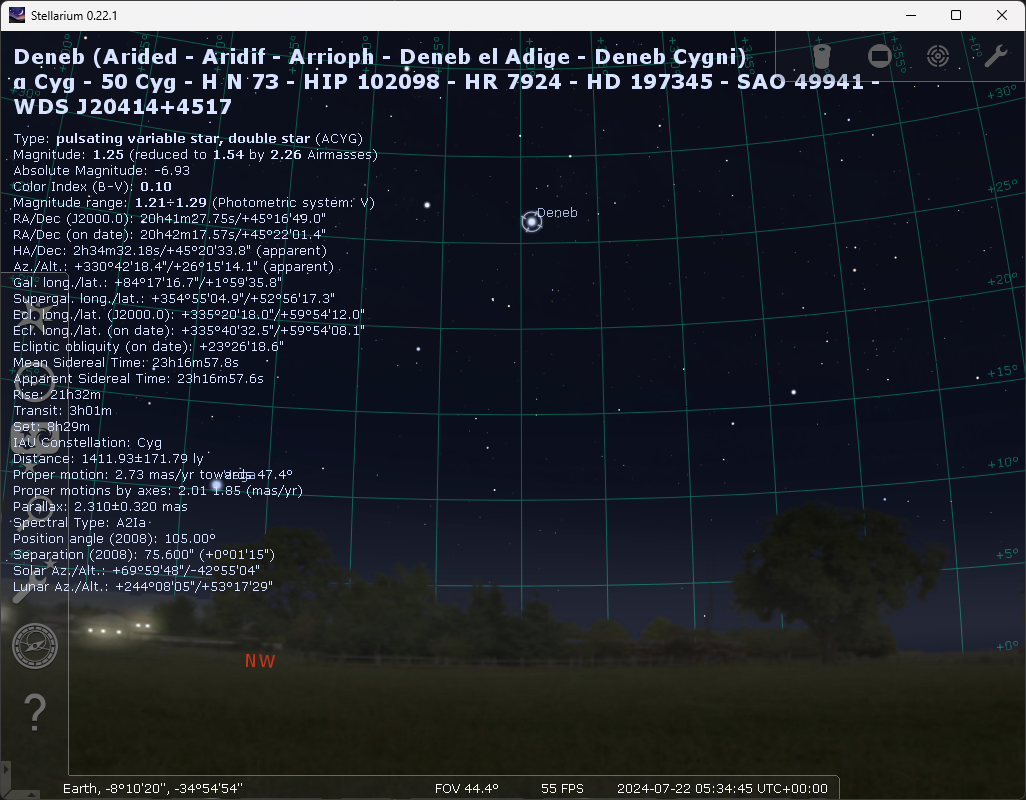 Stellarium 0.22.1
Deneb (Arided - Aridif - Arrioph - Deneb el Adige - Deneb Cygni)
α Cyg - 50 Cyg - H N 73 - HIP 102098 - HR 7924 - HD 197345 - SAO 49941 -
WDS J20414+4517
Type: pulsating variable star, double star (ACYG)
Magnitude: 1.25 (reduced to 1.54 by 2.26 Airmasses)
Absolute Magnitude: -6.93
Color Index (B-V): 0.10
Magnitude range: 1.21÷1.29 (Photometric system: V)
RA/Dec (J2000.0): 20h41m27.75s/+45°16'49.0"
RA/Dec (on date): 20h42m17.57s/+45°22'01.4"
HA/Dec: 2h34m32.18s/+45°20'33.8" (apparent)
Az./Alt.: +330°42'18.4"/+26°15'14.1" (apparent)
Gal. long./lat.: +84°17'16.7"/+1°59'35.8"
Supergal. long./lat.: +354°55'04.9"/+52°56'17.3"
Ecl. long./lat. (J2000.0): +335°20'18.0"/+59°54'12.0"
Ecl. long./lat. (on date): +335°40'32.5"/+59°54'08.1"
Ecliptic obliquity (on date): +23°26'18.6"
Mean Sidereal Time: 23h16m57.8s
Apparent Sidereal Time: 23h16m57.6s
Rise: 21h32m
Transit: 3h01m
Set: 8h29m
IAU Constellation: Cyg
Distance: 1411.93±171.79 ly
Proper motion: 2.73 mas/yr towards 47.4°
Proper motions by axes: 2.01 1.85 (mas/yr)
Parallax: 2.310±0.320 mas
Spectral Type: A2Ia
Position angle (2008): 105.00°
Separation (2008): 75.600" (+0°01'15")
Solar Az./Alt.: +69°59'48"/-42°55'04"
Lunar Az./Alt.: +244°08'05"/+53°17'29"
Deneb
+30°
+25°
+20°
+15°
+10°
+5°
+0°
NW
?
Earth, -8°10'20", -34°54'54"
FOV 44.4°
55 FPS
2024-07-22 05:34:45 UTC+00:00